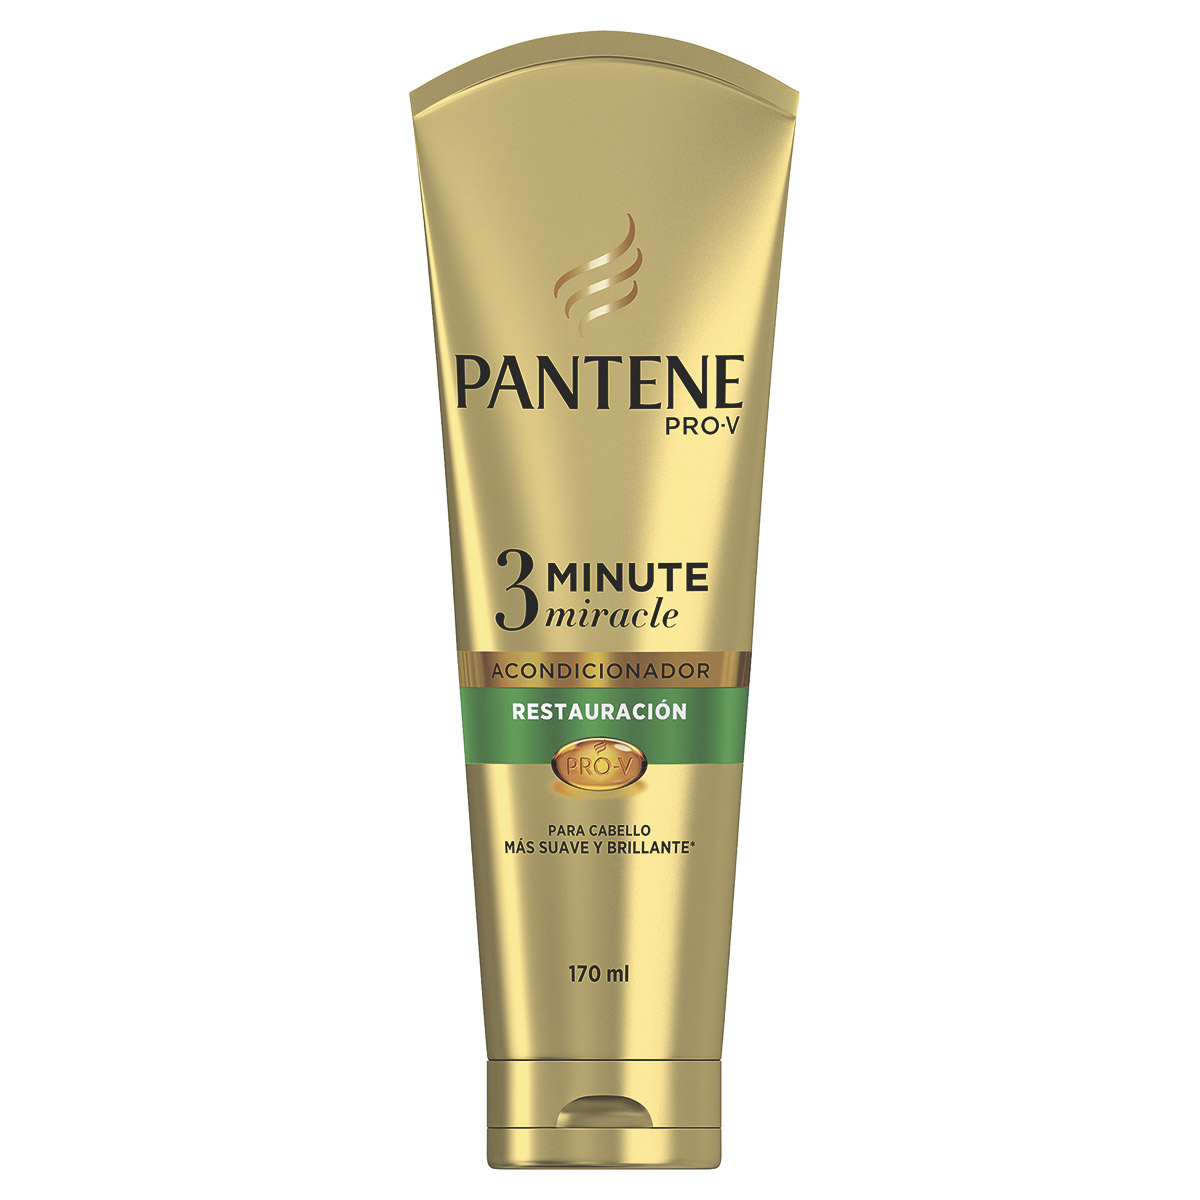 PANTENE
PRO-V
3 MINUTE
miracle
ACONDICIONADOR
RESTAURACIÓN
PRO-V
PARA CABELLO
MÁS SUAVE Y BRILLANTE*
170 ml